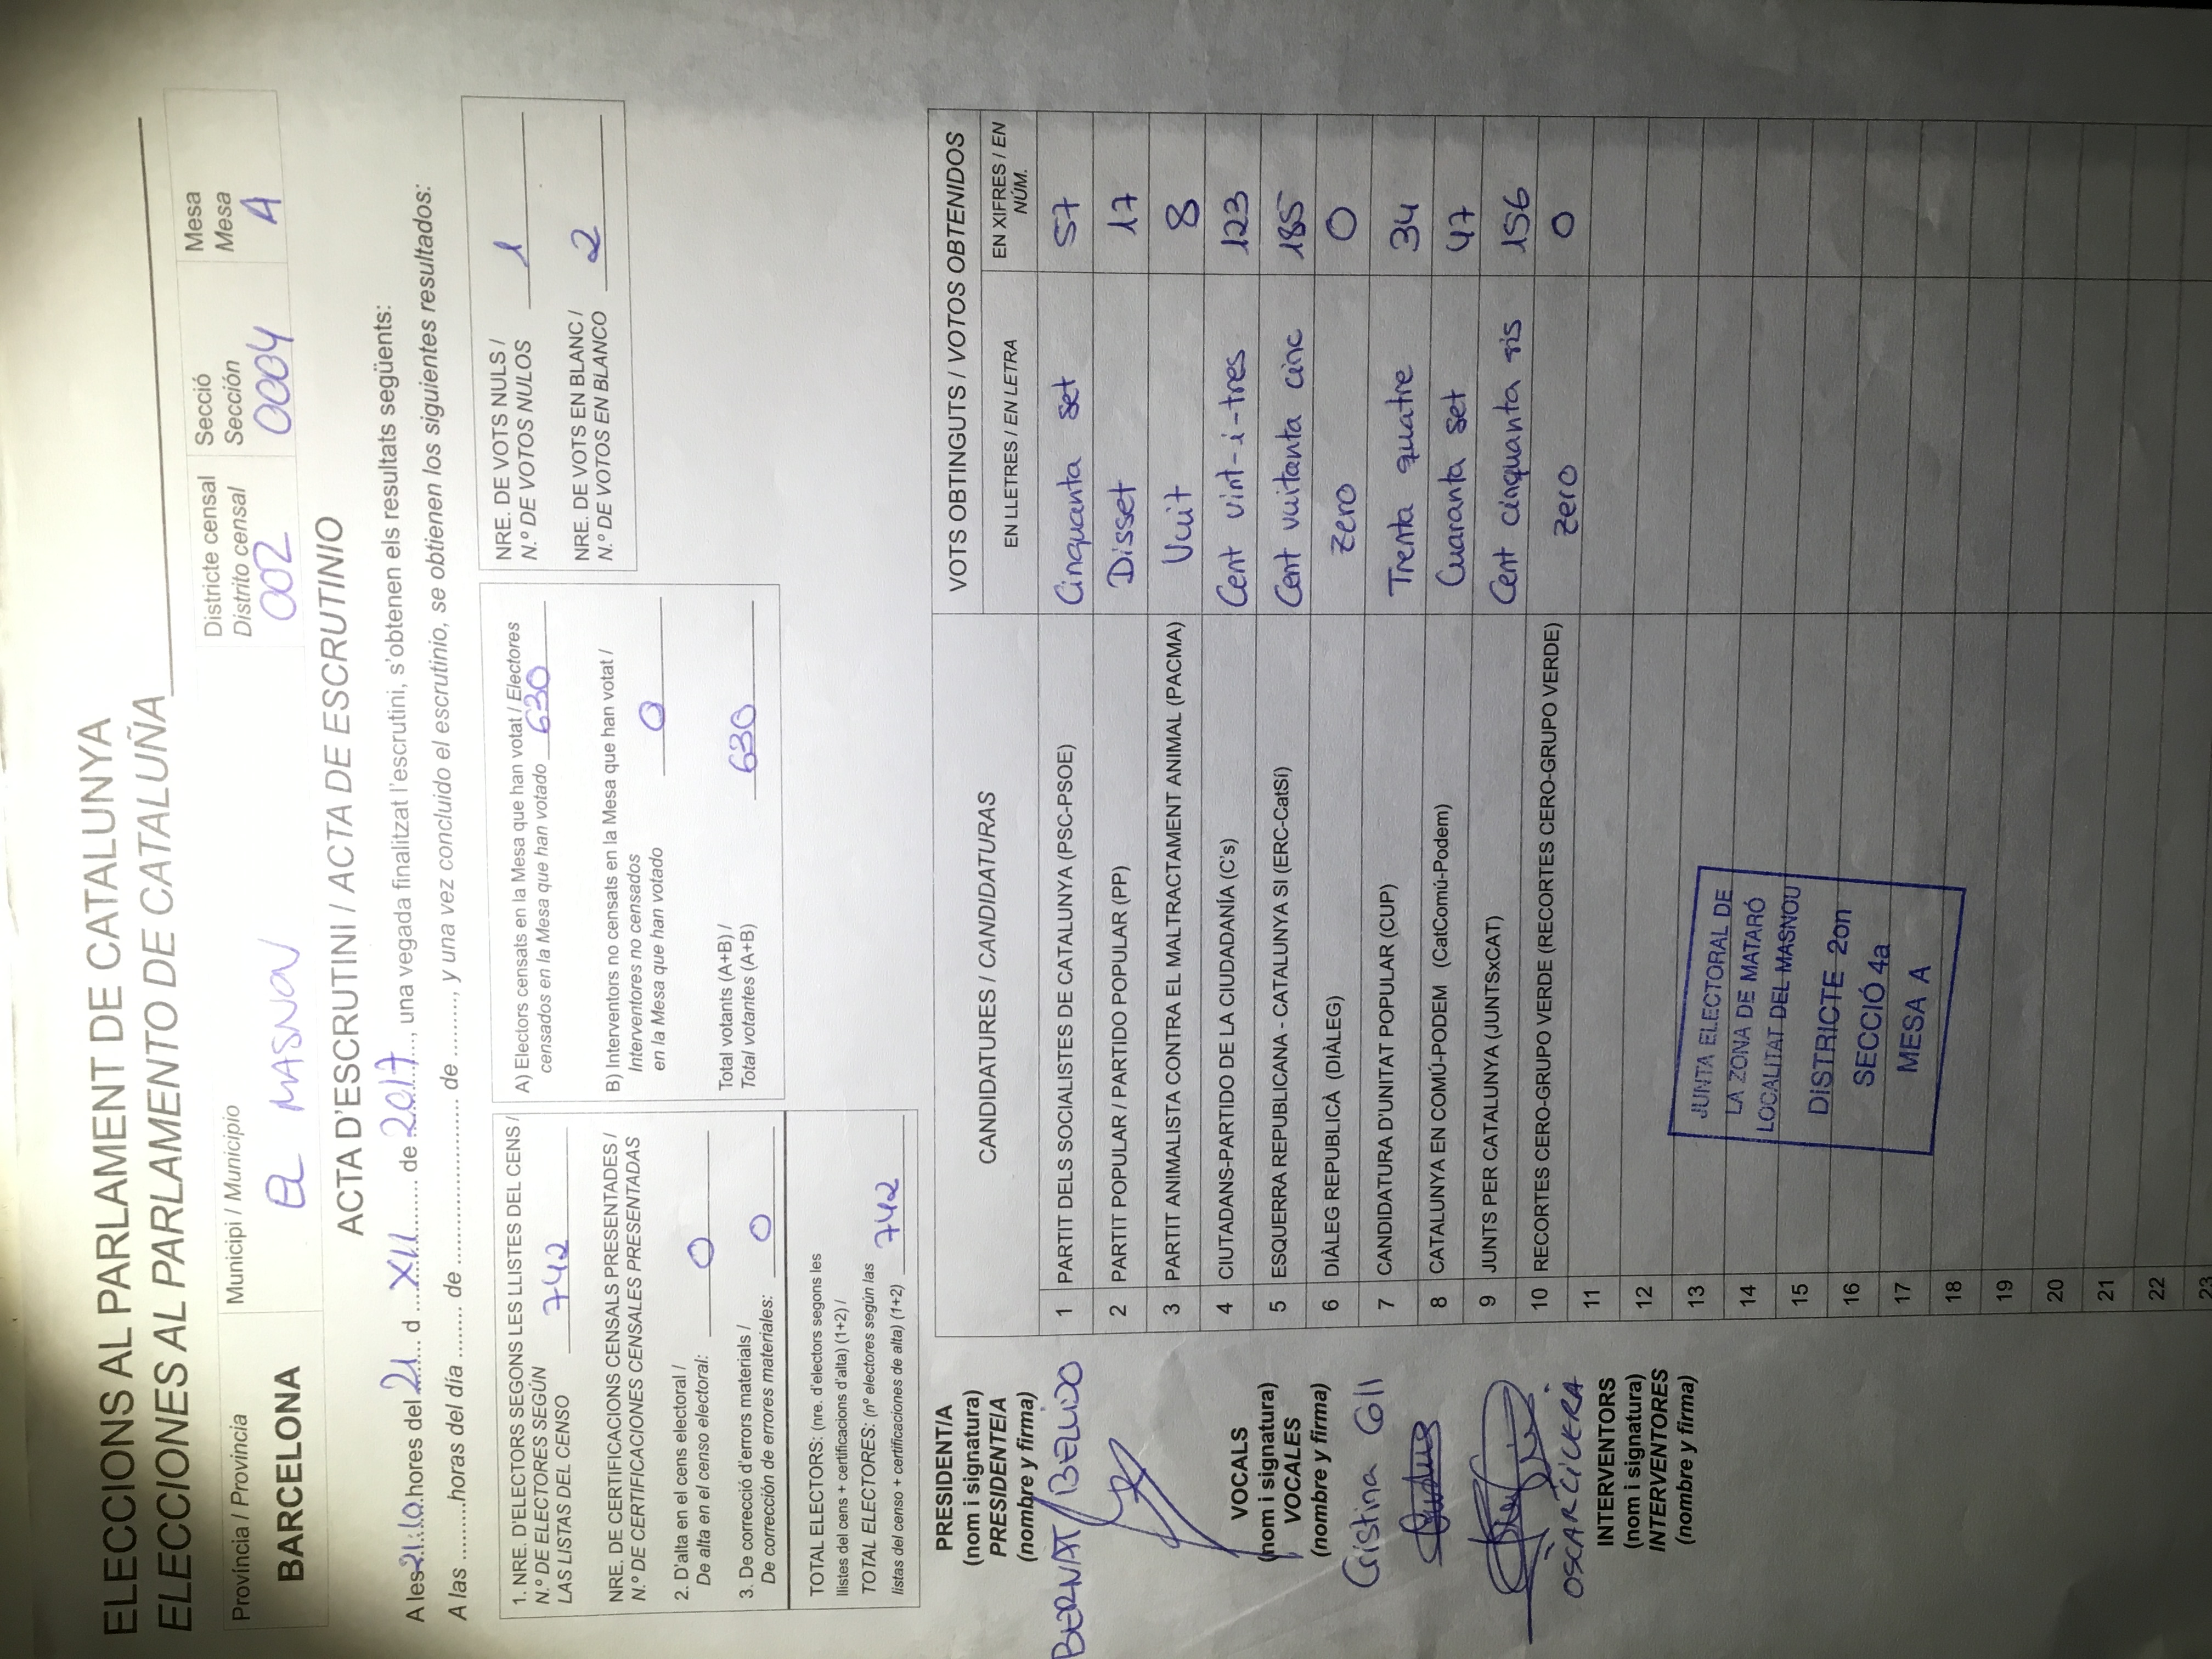 ELECCIONS AL PARLAMENT DE CATALUNYA
ELECCIONES AL PARLAMENTO DE CATALUÑA
Província / Provincia
BARCELONA
Municipi / Municipio
EL MASNOU
Districte censal
Distrito censal
002
Secció
Sección
0004
Mesa
Mesa
A
ACTA D'ESCRUTINI / ACTA DE ESCRUTINIO
A les 21:10 hores del 21 d XII de 2017, una vegada finalitzat l'escrutini, s'obtenen els resultats següents:
A las .........horas del día ........ de .......................... de ........., y una vez concluido el escrutinio, se obtienen los siguientes resultados:
1. NRE. D'ELECTORS SEGONS LES LLISTES DEL CENS /
N.º DE ELECTORES SEGÚN
LAS LISTAS DEL CENSO 742
NRE. DE CERTIFICACIONS CENSALS PRESENTADES /
N.º DE CERTIFICACIONES CENSALES PRESENTADAS
2. D'alta en el cens electoral /
De alta en el censo electoral: 0
3. De correcció d'errors materials /
De corrección de errores materiales: 0
TOTAL ELECTORS: (nre. d'electors segons les
llistes del cens + certificacions d'alta) (1+2) /
TOTAL ELECTORES: (nº electores según las
listas del censo + certificaciones de alta) (1+2) 742
A) Electors censats en la Mesa que han votat / Electores
censados en la Mesa que han votado 630
B) Interventors no censats en la Mesa que han votat /
Interventores no censados
en la Mesa que han votado 0
Total votants (A+B) /
Total votantes (A+B) 630
NRE. DE VOTS NULS /
N.º DE VOTOS NULOS 1
NRE. DE VOTS EN BLANC /
N.º DE VOTOS EN BLANCO 2
PRESIDENT/A
(nom i signatura)
PRESIDENTE/A
(nombre y firma)
BERNAT BELLIDO
VOCALS
(nom i signatura)
VOCALES
(nombre y firma)
Cristina Coll
OSCAR CIVERA
INTERVENTORS
(nom i signatura)
INTERVENTORES
(nombre y firma)
CANDIDATURES / CANDIDATURAS
VOTS OBTINGUTS / VOTOS OBTENIDOS
EN LLETRES / EN LETRA
EN XIFRES / EN
NÚM.
1 PARTIT DELS SOCIALISTES DE CATALUNYA (PSC-PSOE) Cinquanta set 57
2 PARTIT POPULAR / PARTIDO POPULAR (PP) Disset 17
3 PARTIT ANIMALISTA CONTRA EL MALTRACTAMENT ANIMAL (PACMA) Vuit 8
4 CIUTADANS-PARTIDO DE LA CIUDADANÍA (C's) Cent vint-i-tres 123
5 ESQUERRA REPUBLICANA - CATALUNYA SI (ERC-CatSí) Cent vuitanta cinc 185
6 DIÀLEG REPUBLICÀ (DIÀLEG) zero 0
7 CANDIDATURA D'UNITAT POPULAR (CUP) Trenta quatre 34
8 CATALUNYA EN COMÚ-PODEM (CatComú-Podem) Cuaranta set 47
9 JUNTS PER CATALUNYA (JUNTSxCAT) Cent cinquanta sis 156
10 RECORTES CERO-GRUPO VERDE (RECORTES CERO-GRUPO VERDE) zero 0
11
12
13
14
15
16
17
18
19
20
21
22
23
JUNTA ELECTORAL DE
LA ZONA DE MATARÓ
LOCALITAT DEL MASNOU
DISTRICTE 2on
SECCIÓ 4a
MESA A